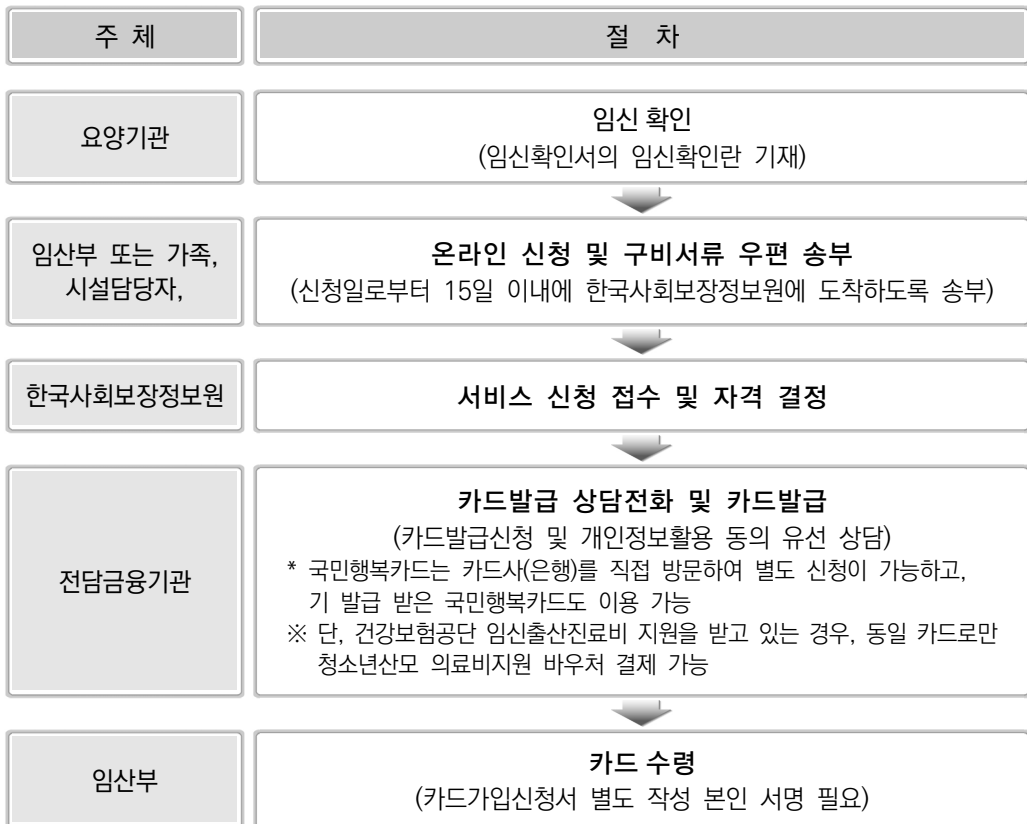 주 체
절 차
요양기관
임신 확인
(임신확인서의 임신확인란 기재)
임산부 또는 가족,
시설담당자,
온라인 신청 및 구비서류 우편 송부
(신청일로부터 15일 이내에 한국사회보장정보원에 도착하도록 송부)
한국사회보장정보원
서비스 신청 접수 및 자격 결정
전담금융기관
카드발급 상담전화 및 카드발급
(카드발급신청 및 개인정보활용 동의 유선 상담)
* 국민행복카드는 카드사(은행)를 직접 방문하여 별도 신청이 가능하고,
기 발급 받은 국민행복카드도 이용 가능
※ 단, 건강보험공단 임신출산진료비 지원을 받고 있는 경우, 동일 카드로만
청소년산모 의료비지원 바우처 결제 가능
임산부
카드 수령
(카드가입신청서 별도 작성 본인 서명 필요)